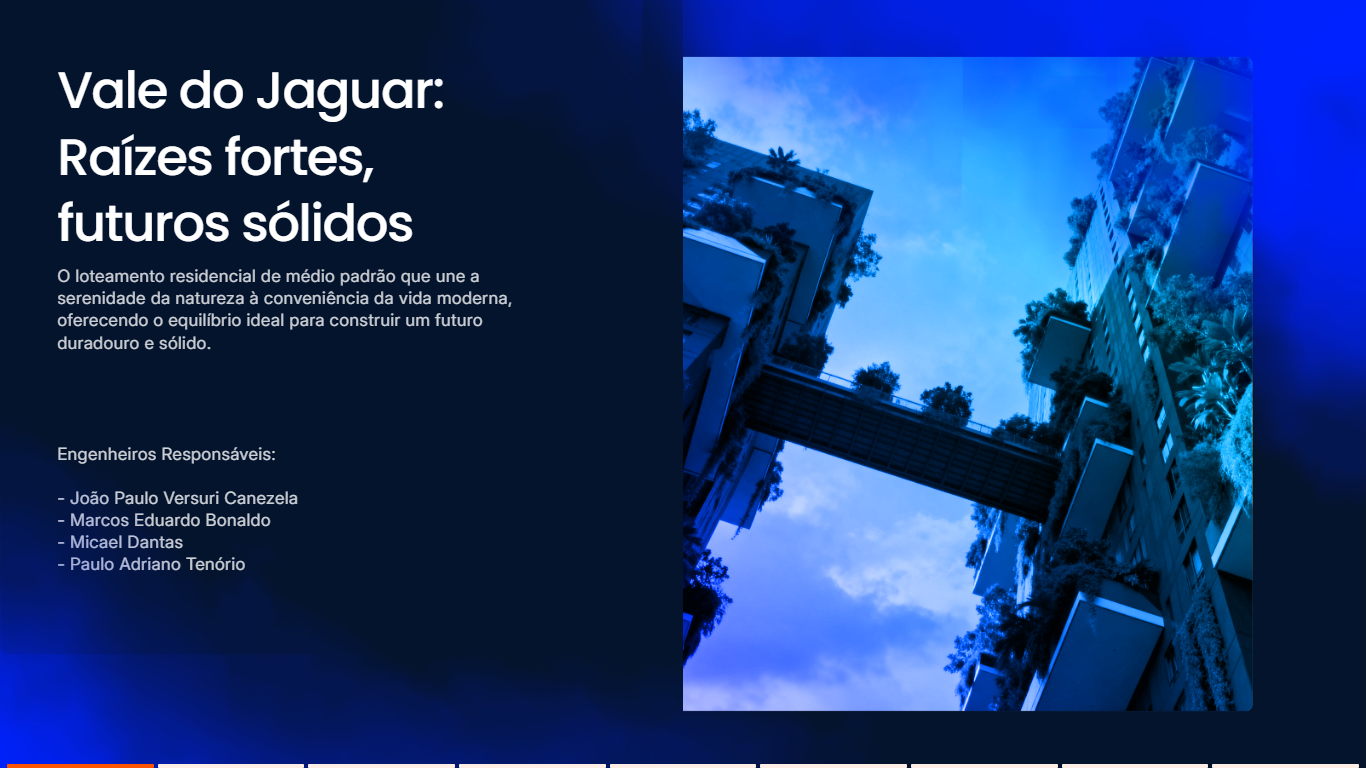 Vale do Jaguar:
Raízes fortes,
futuros sólidos
O loteamento residencial de médio padrão que une a
serenidade da natureza à conveniência da vida moderna,
oferecendo o equilíbrio ideal para construir um futuro
duradouro e sólido.
Engenheiros Responsáveis:
- João Paulo Versuri Canezela
- Marcos Eduardo Bonaldo
- Micael Dantas
- Paulo Adriano Tenório